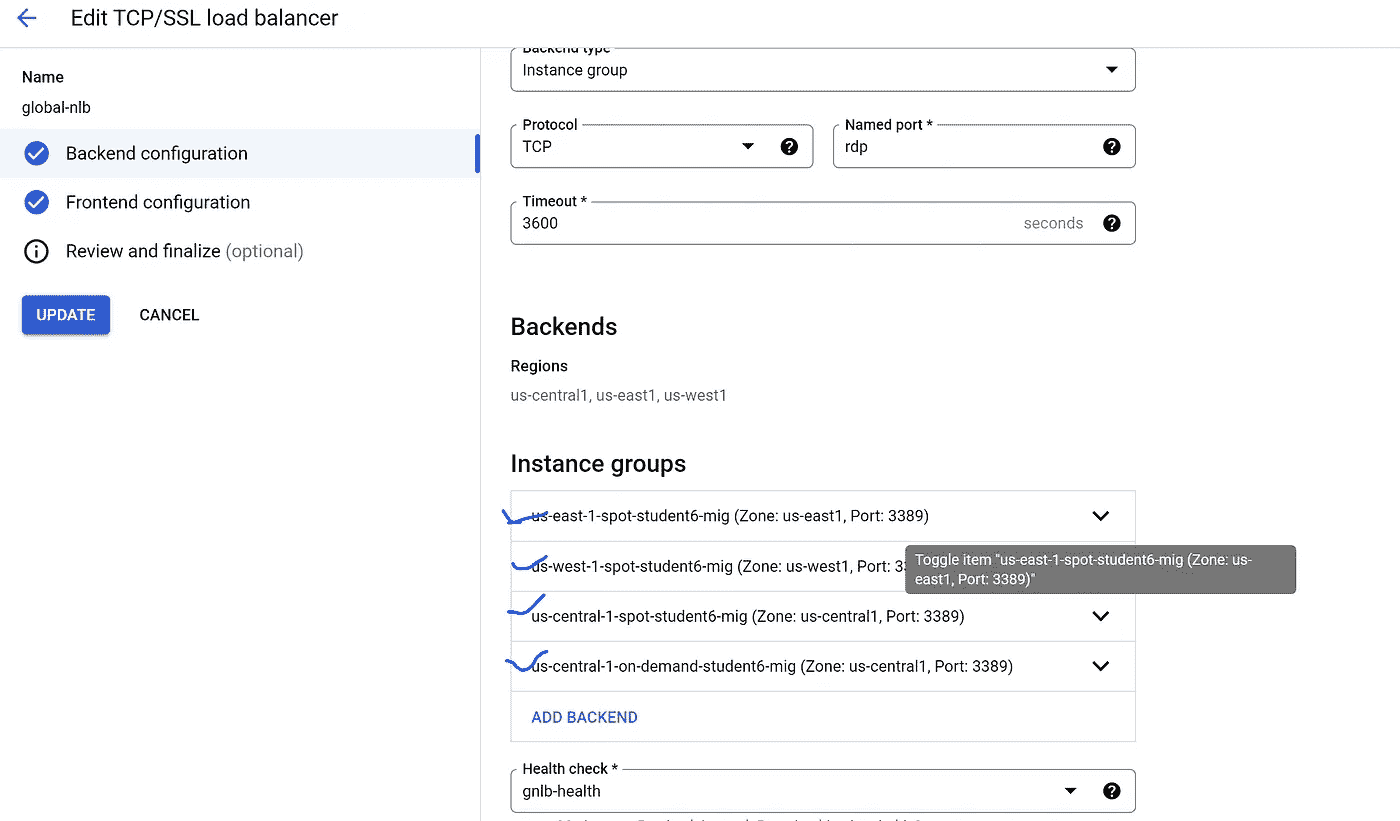 Edit TCP/SSL load balancer
Name
global-nlb
Backend configuration
Frontend configuration
Review and finalize (optional)
UPDATE
CANCEL
Backend type
Instance group
Protocol
TCP
Named port *
rdp
Timeout *
3600
seconds
Backends
Regions
us-central1, us-east1, us-west1
Instance groups
us-east-1-spot-student6-mig (Zone: us-east1, Port: 3389)
us-west-1-spot-student6-mig (Zone: us-west1, Port: 3
Toggle item "us-east-1-spot-student6-mig (Zone: us-
east1, Port: 3389)"
us-central-1-spot-student6-mig (Zone: us-central1, Port: 3389)
us-central-1-on-demand-student6-mig (Zone: us-central1, Port: 3389)
ADD BACKEND
Health check *
gnlb-health